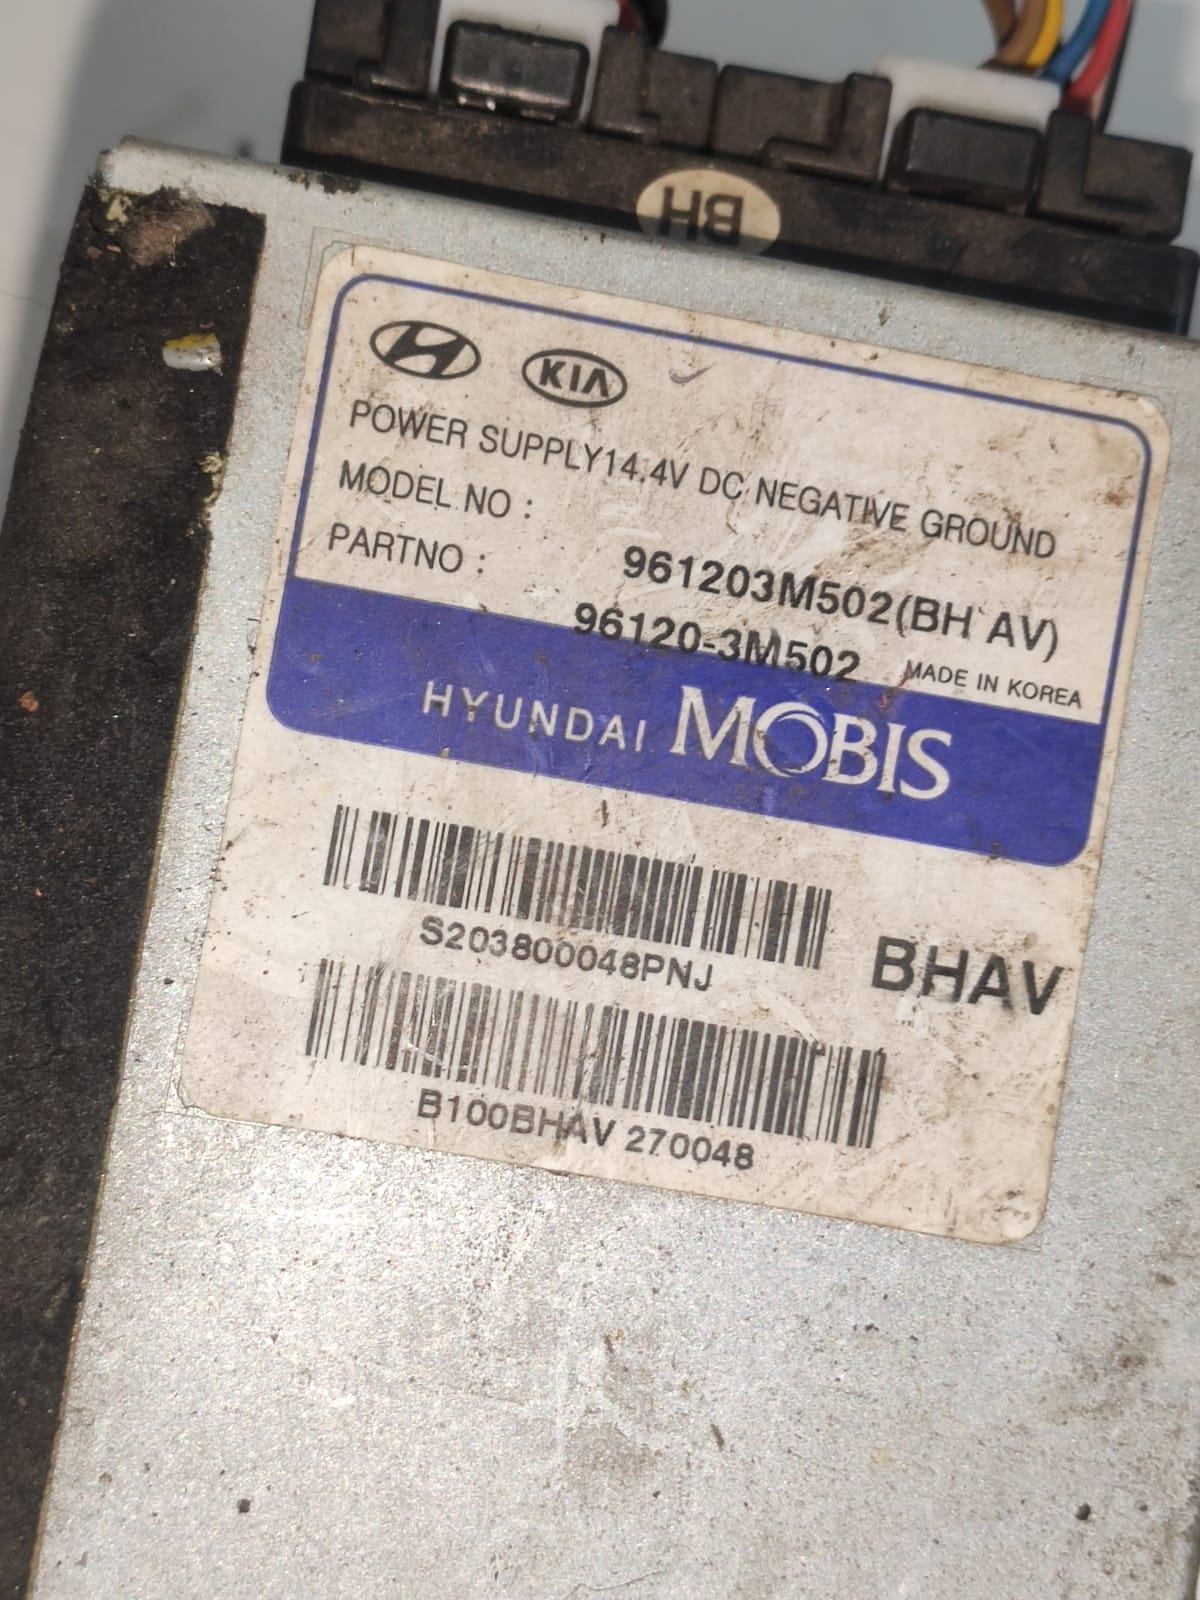 BH
KIA
POWER SUPPLY14.4V DC NEGATIVE GROUND
MODEL NO :
961203M502(BH AV)
PARTNO :
96120-3M502
MADE IN KOREA
HYUNDAI MOBIS
S203800048PNJ
BHAV
B100BHAV 270048